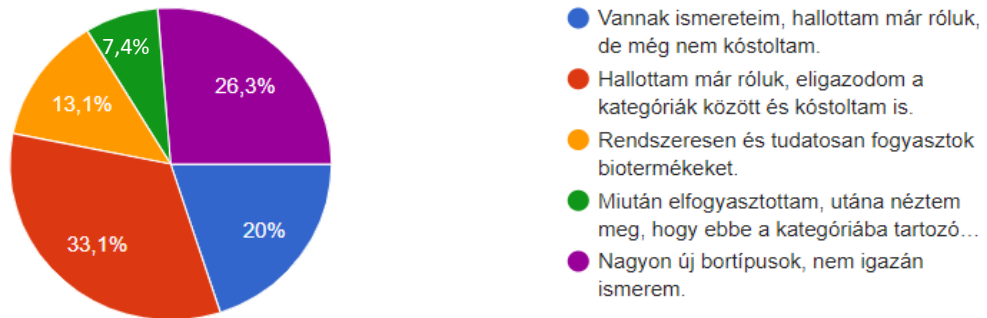 7,4%
26,3%
13,1%
33,1%
20%
Vannak ismereteim, hallottam már róluk,
de még nem kóstoltam.
Hallottam már róluk, eligazodom a
kategóriák között és kóstoltam is.
Rendszeresen és tudatosan fogyasztok
biotermékeket.
Miután elfogyasztottam, utána néztem
meg, hogy ebbe a kategóriába tartozó…
Nagyon új bortípusok, nem igazán
ismerem.